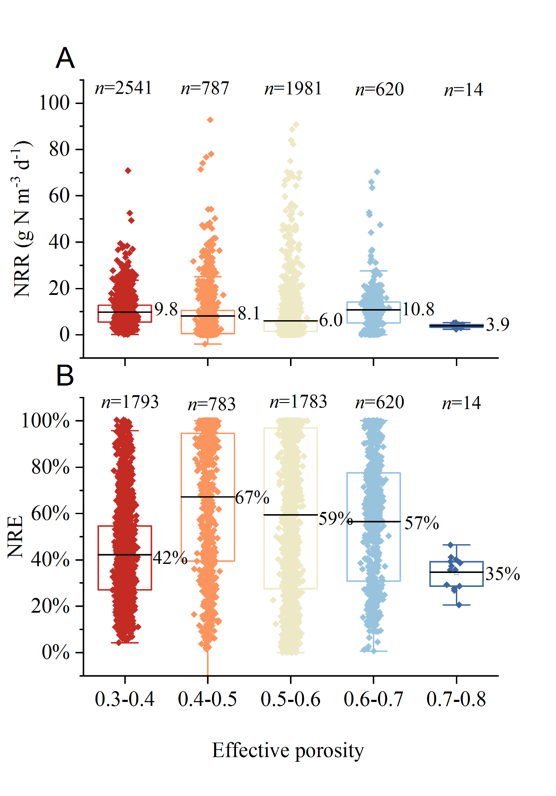 A
n=2541 n=787 n=1981 n=620 n=14
NRR (g N m⁻³ d⁻¹)
100
80
60
40
20
0
9.8 8.1 6.0 10.8 3.9
B
n=1793 n=783 n=1783 n=620 n=14
NRE
100%
80%
60%
40%
20%
0%
42% 67% 59% 57% 35%
0.3-0.4 0.4-0.5 0.5-0.6 0.6-0.7 0.7-0.8
Effective porosity